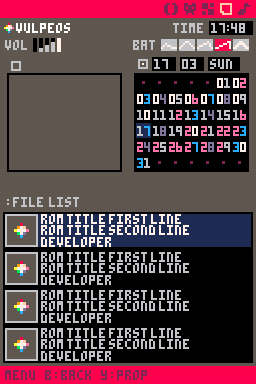 VULPEOS TIME 17:48
VOL BAT
17 03 SUN
01 02
03 04 05 06 07 08 09
10 11 12 13 14 15 16
17 18 19 20 21 22 23
24 25 26 27 28 29 30
31
:FILE LIST
ROM TITLE FIRST LINE
ROM TITLE SECOND LINE
DEVELOPER
ROM TITLE FIRST LINE
ROM TITLE SECOND LINE
DEVELOPER
ROM TITLE FIRST LINE
ROM TITLE SECOND LINE
DEVELOPER
ROM TITLE FIRST LINE
ROM TITLE SECOND LINE
DEVELOPER
MENU B:BACK Y:PROP